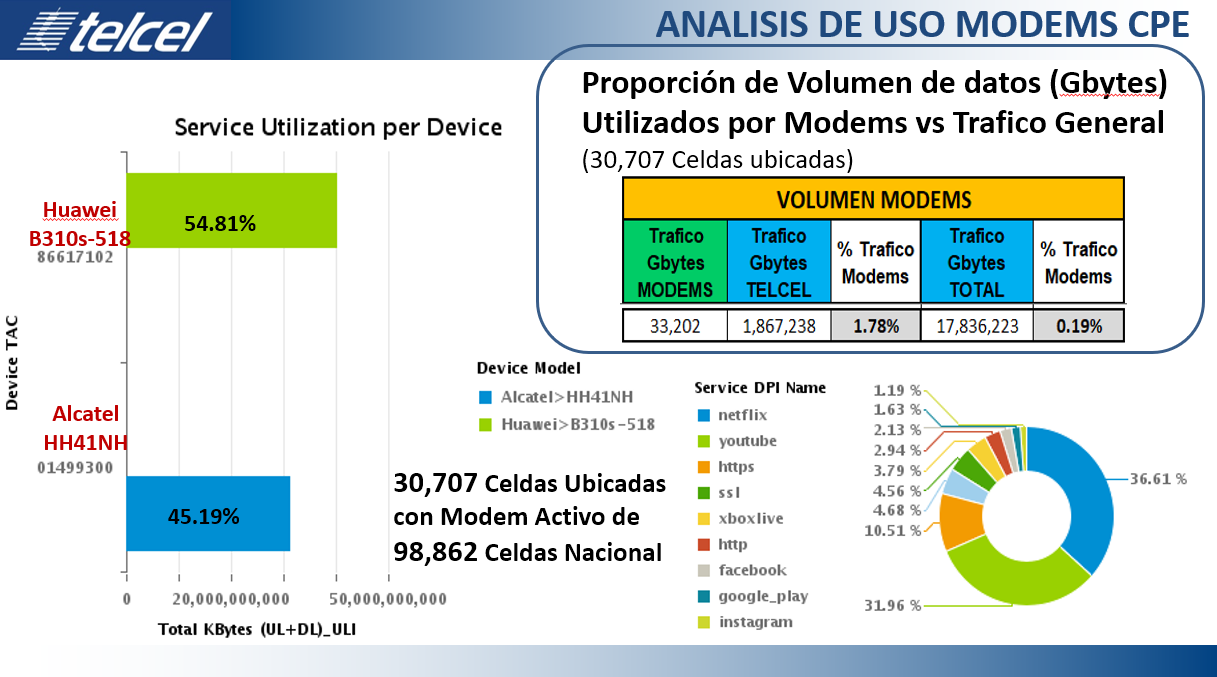 telcel
ANALISIS DE USO MODEMS CPE
Proporción de Volumen de datos (Gbytes)
Utilizados por Modems vs Trafico General
(30,707 Celdas ubicadas)
VOLUMEN MODEMS
Trafico Gbytes MODEMS
Trafico Gbytes TELCEL
% Trafico Modems
Trafico Gbytes TOTAL
% Trafico Modems
33,202 1,867,238 1.78% 17,836,223 0.19%
Service Utilization per Device
Huawei
B310s-518
86617102
54.81%
Device TAC
Alcatel
HH41NH
01499300
45.19%
0 20,000,000,000 50,000,000,000
Total KBytes (UL+DL)_ULI
Device Model
Alcatel>HH41NH
Huawei>B310s-518
30,707 Celdas Ubicadas
con Modem Activo de
98,862 Celdas Nacional
Service DPI Name
netflix
youtube
https
ssl
xboxlive
http
facebook
google_play
instagram
1.19 %
1.63 %
2.13 %
2.94 %
3.79 %
4.56 %
4.68 %
10.51 %
31.96 %
36.61 %